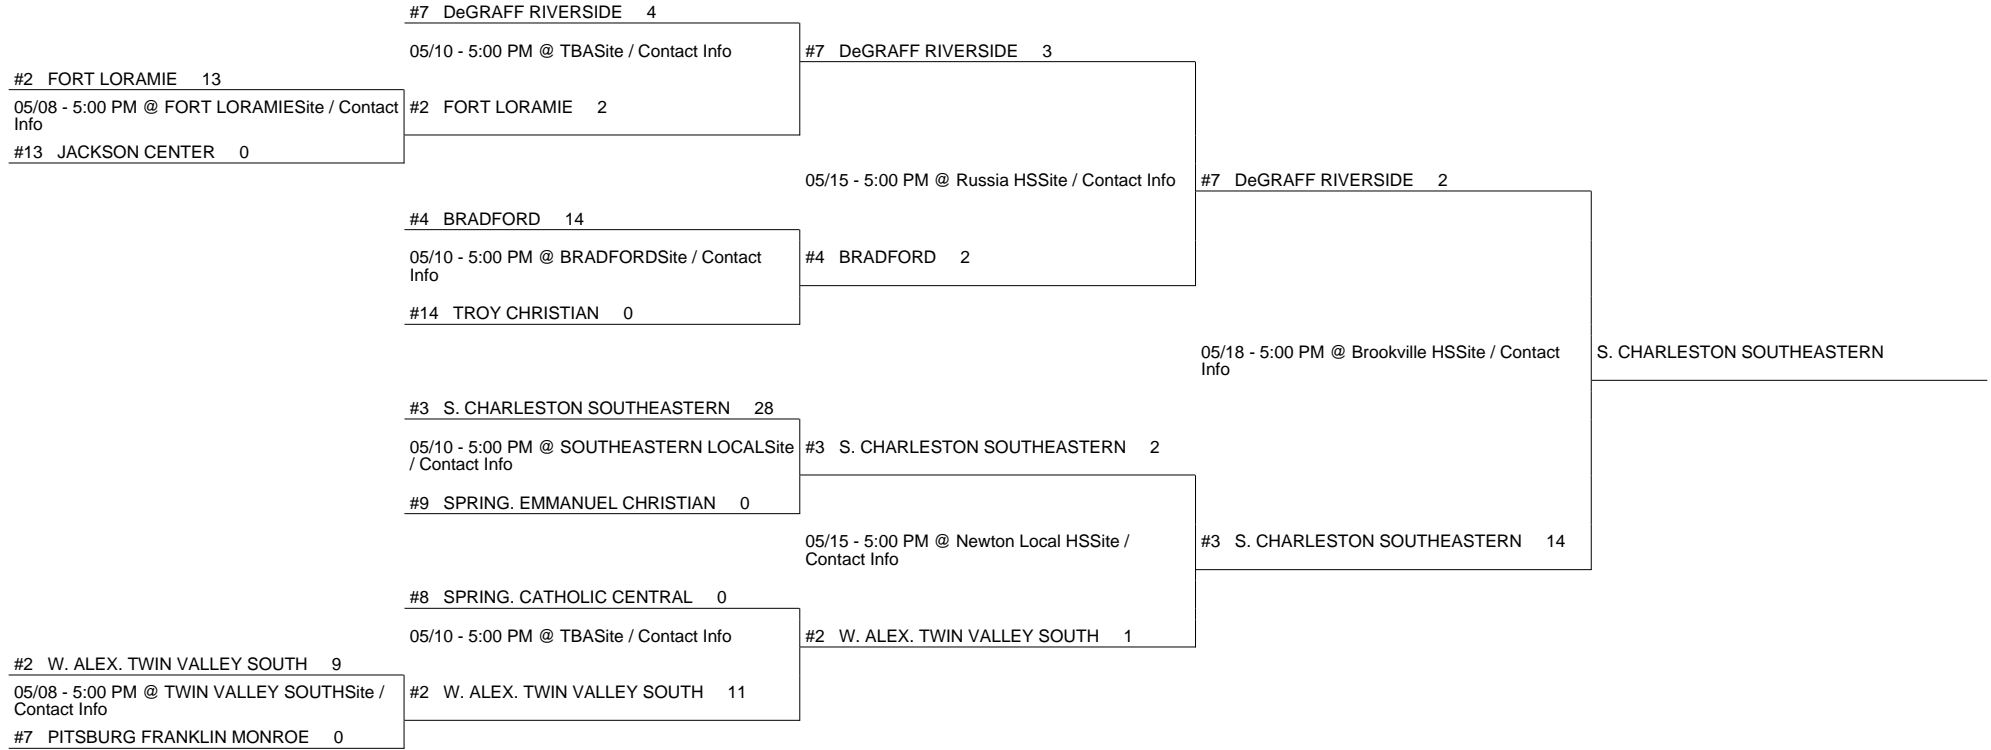 #7 DeGRAFF RIVERSIDE 4
05/10 - 5:00 PM @ TBASite / Contact Info
#7 DeGRAFF RIVERSIDE 3
#2 FORT LORAMIE 13
05/08 - 5:00 PM @ FORT LORAMIESite / Contact
Info
#2 FORT LORAMIE 2
#13 JACKSON CENTER 0
05/15 - 5:00 PM @ Russia HSSite / Contact Info
#7 DeGRAFF RIVERSIDE 2
#4 BRADFORD 14
05/10 - 5:00 PM @ BRADFORDSite / Contact
Info
#4 BRADFORD 2
#14 TROY CHRISTIAN 0
05/18 - 5:00 PM @ Brookville HSSite / Contact
Info
S. CHARLESTON SOUTHEASTERN
#3 S. CHARLESTON SOUTHEASTERN 28
05/10 - 5:00 PM @ SOUTHEASTERN LOCALSite
/ Contact Info
#3 S. CHARLESTON SOUTHEASTERN 2
#9 SPRING. EMMANUEL CHRISTIAN 0
05/15 - 5:00 PM @ Newton Local HSSite /
Contact Info
#3 S. CHARLESTON SOUTHEASTERN 14
#8 SPRING. CATHOLIC CENTRAL 0
05/10 - 5:00 PM @ TBASite / Contact Info
#2 W. ALEX. TWIN VALLEY SOUTH 1
#2 W. ALEX. TWIN VALLEY SOUTH 9
05/08 - 5:00 PM @ TWIN VALLEY SOUTHSite /
Contact Info
#2 W. ALEX. TWIN VALLEY SOUTH 11
#7 PITSBURG FRANKLIN MONROE 0